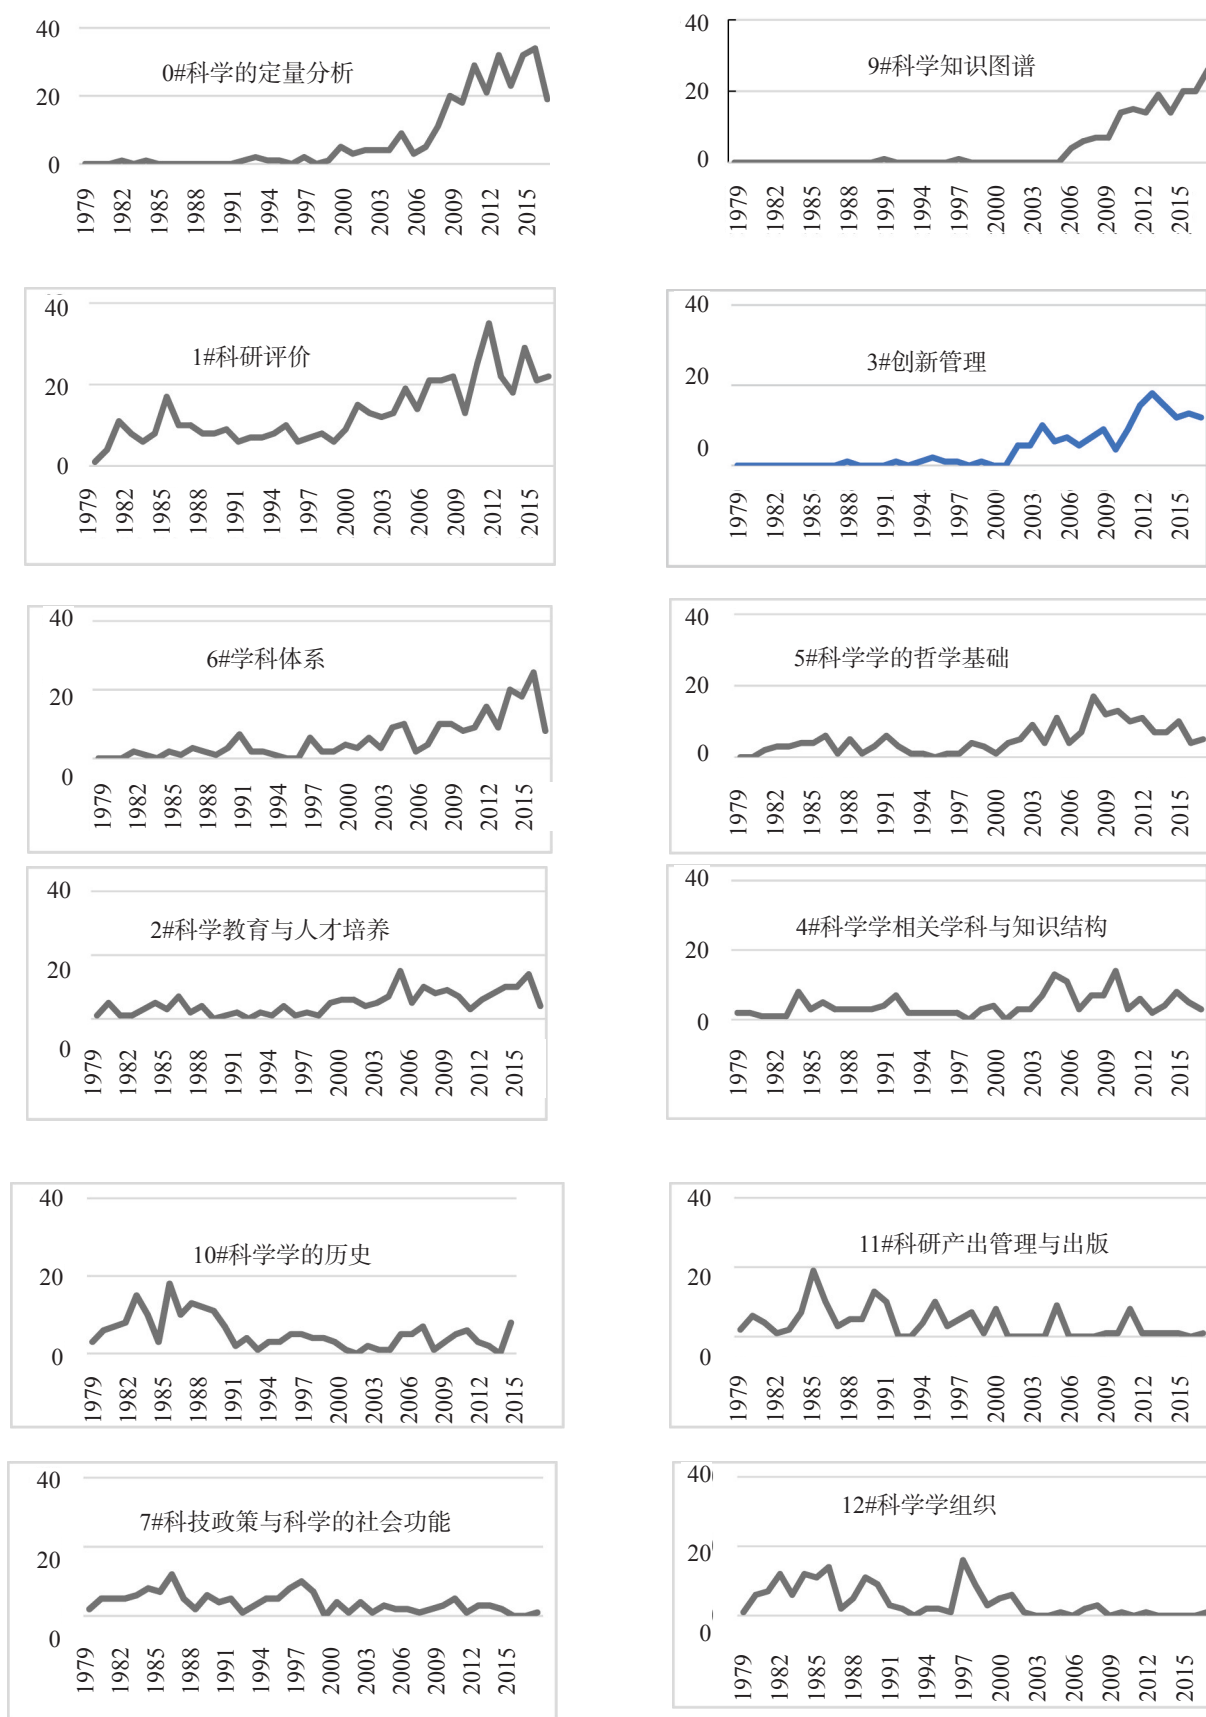 40
0#科学的定量分析
20
0
1979 1982 1985 1988 1991 1994 1997 2000 2003 2006 2009 2012 2015
40
9#科学知识图谱
20
0
1979 1982 1985 1988 1991 1994 1997 2000 2003 2006 2009 2012 2015
40
1#科研评价
20
0
1979 1982 1985 1988 1991 1994 1997 2000 2003 2006 2009 2012 2015
40
3#创新管理
20
0
1979 1982 1985 1988 1991 1994 1997 2000 2003 2006 2009 2012 2015
40
6#学科体系
20
0
1979 1982 1985 1988 1991 1994 1997 2000 2003 2006 2009 2012 2015
40
5#科学学的哲学基础
20
0
1979 1982 1985 1988 1991 1994 1997 2000 2003 2006 2009 2012 2015
40
2#科学教育与人才培养
20
0
1979 1982 1985 1988 1991 1994 1997 2000 2003 2006 2009 2012 2015
40
4#科学学相关学科与知识结构
20
0
1979 1982 1985 1988 1991 1994 1997 2000 2003 2006 2009 2012 2015
40
10#科学学的历史
20
0
1979 1982 1985 1988 1991 1994 1997 2000 2003 2006 2009 2012 2015
40
11#科研产出管理与出版
20
0
1979 1982 1985 1988 1991 1994 1997 2000 2003 2006 2009 2012 2015
40
7#科技政策与科学的社会功能
20
0
1979 1982 1985 1988 1991 1994 1997 2000 2003 2006 2009 2012 2015
40
12#科学学组织
20
0
1979 1982 1985 1988 1991 1994 1997 2000 2003 2006 2009 2012 2015